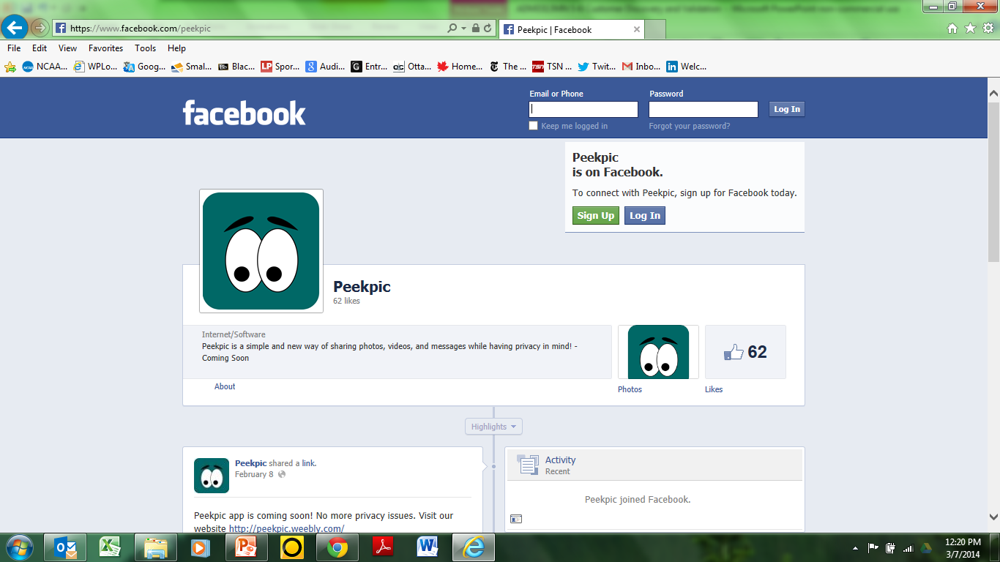 https://www.facebook.com/peekpic
Peekpic | Facebook
File Edit View Favorites Tools Help
NCAA... WPLo... Goog... Smal... Blac... Spor... Audi... Entr... Otta... Home... The ... TSN ... Twit... Inbo... Welc...
facebook
Email or Phone
Password
Log In
Keep me logged in
Forgot your password?
Peekpic
is on Facebook.
To connect with Peekpic, sign up for Facebook today.
Sign Up Log In
Peekpic
62 likes
Internet/Software
Peekpic is a simple and new way of sharing photos, videos, and messages while having privacy in mind! -
Coming Soon
About
62
Photos
Likes
Highlights
Peekpic shared a link.
February 8
Peekpic app is coming soon! No more privacy issues. Visit our
website http://peekpic.weebly.com/
Activity
Recent
Peekpic joined Facebook.
12:20 PM
3/7/2014